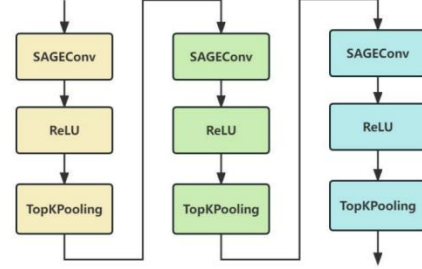 SAGEConv
ReLU
TopKPooling
SAGEConv
ReLU
TopKPooling
SAGEConv
ReLU
TopKPooling